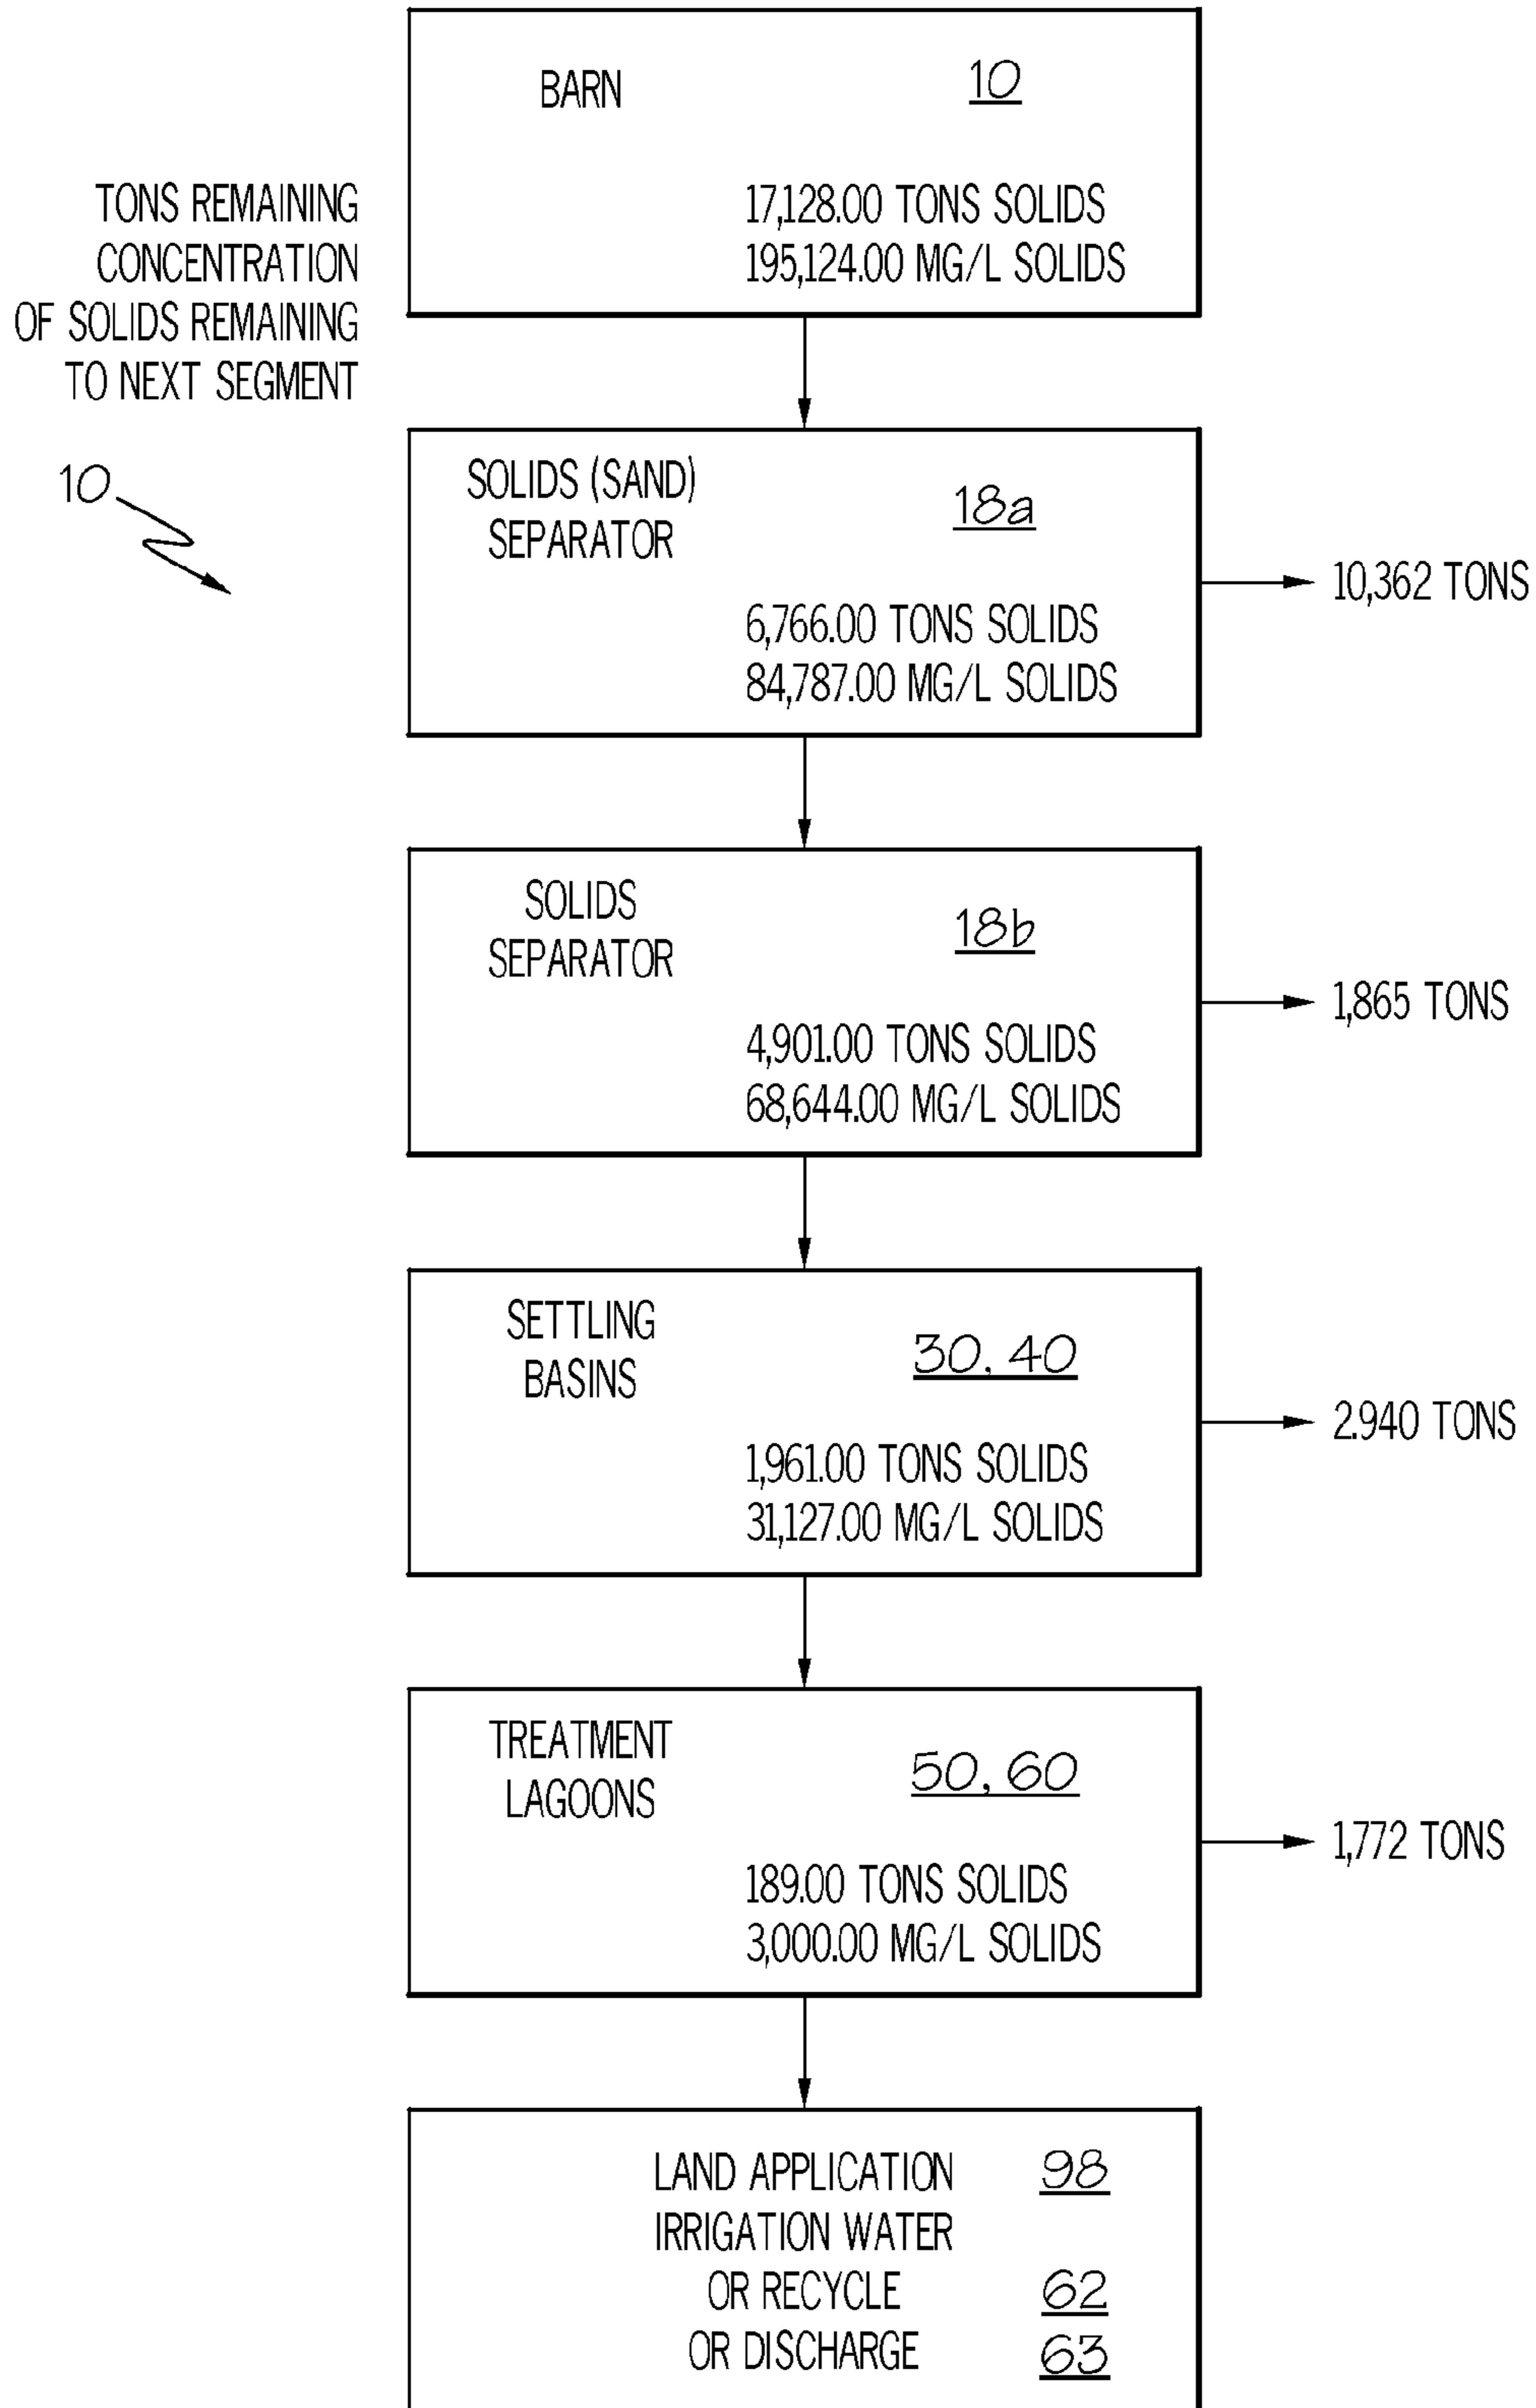 BARN 10
17,128.00 TONS SOLIDS
195,124.00 MG/L SOLIDS
TONS REMAINING
CONCENTRATION
OF SOLIDS REMAINING
TO NEXT SEGMENT
10
SOLIDS (SAND)
SEPARATOR
18a
6,766.00 TONS SOLIDS
84,787.00 MG/L SOLIDS
10,362 TONS
SOLIDS
SEPARATOR
18b
4,901.00 TONS SOLIDS
68,644.00 MG/L SOLIDS
1,865 TONS
SETTLING
BASINS
30, 40
1,961.00 TONS SOLIDS
31,127.00 MG/L SOLIDS
2.940 TONS
TREATMENT
LAGOONS
50, 60
189.00 TONS SOLIDS
3,000.00 MG/L SOLIDS
1,772 TONS
LAND APPLICATION 98
IRRIGATION WATER
OR RECYCLE 62
OR DISCHARGE 63